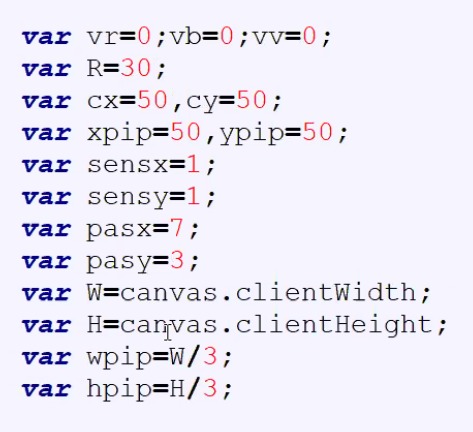 var vr=0;vb=0;vv=0;
var R=30;
var cx=50,cy=50;
var xpip=50,ypip=50;
var sensx=1;
var sensy=1;
var pasx=7;
var pasy=3;
var W=canvas.clientWidth;
var H=canvas.clientHeight;
var wpip=W/3;
var hpip=H/3;